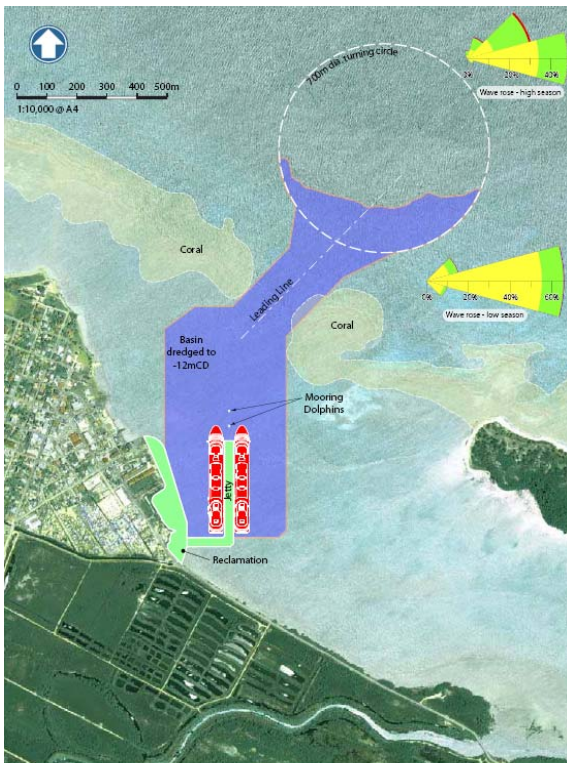 700m dia. turning circle
0% 20% 40%
Wave rose - high season
0 100 200 300 400 500m
1:10,000 @ A4
Coral
Leading Line
0% 20% 40% 60%
Wave rose - low season
Coral
Basin
dredged to
-12mCD
Mooring
Dolphins
Jetty
Reclamation